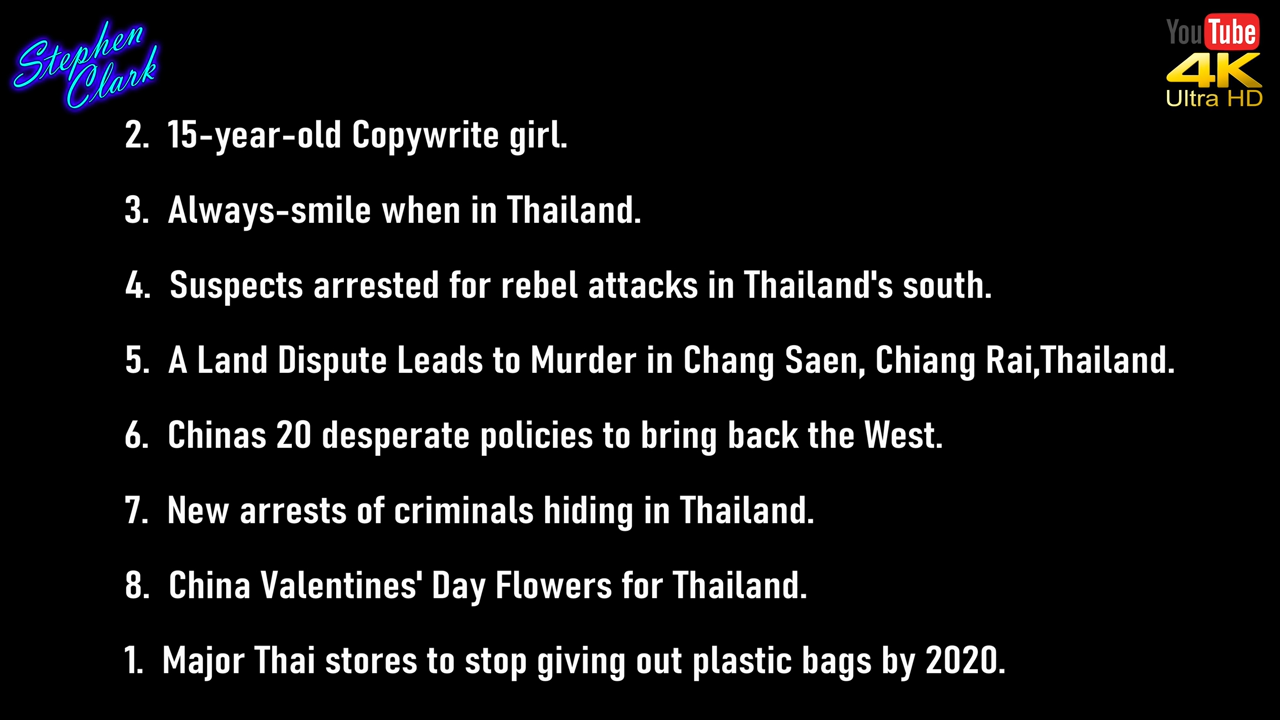 Stephen
Clark
YouTube
4K
Ultra HD
2. 15-year-old Copywrite girl.
3. Always-smile when in Thailand.
4. Suspects arrested for rebel attacks in Thailand's south.
5. A Land Dispute Leads to Murder in Chang Saen, Chiang Rai,Thailand.
6. Chinas 20 desperate policies to bring back the West.
7. New arrests of criminals hiding in Thailand.
8. China Valentines' Day Flowers for Thailand.
1. Major Thai stores to stop giving out plastic bags by 2020.